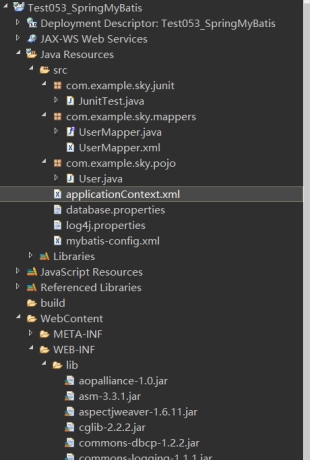 Test053_SpringMyBatis
Deployment Descriptor: Test053_SpringMyBatis
JAX-WS Web Services
Java Resources
src
com.example.sky.junit
JunitTest.java
com.example.sky.mappers
UserMapper.java
UserMapper.xml
com.example.sky.pojo
User.java
applicationContext.xml
database.properties
log4j.properties
mybatis-config.xml
Libraries
JavaScript Resources
Referenced Libraries
build
WebContent
META-INF
WEB-INF
lib
aopalliance-1.0.jar
asm-3.3.1.jar
aspectjweaver-1.6.11.jar
cglib-2.2.2.jar
commons-dbcp-1.2.2.jar
commons-logging-1.1.1.jar